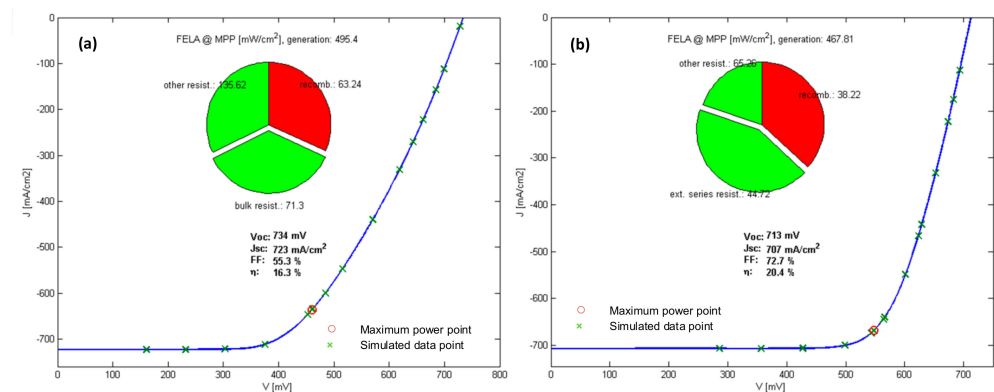 (a)
FELA @ MPP [mW/cm2], generation: 495.4
other resist.: 135.62
recomb.: 63.24
bulk resist.: 71.3
Voc: 734 mV
Jsc: 723 mA/cm2
FF: 55.3 %
η: 16.3 %
Maximum power point
Simulated data point
J [mA/cm2]
0
-100
-200
-300
-400
-500
-600
-700
0 100 200 300 400 500 600 700 800
V [mV]
(b)
FELA @ MPP [mW/cm2], generation: 467.81
other resist.: 65.26
recomb.: 38.22
ext. series resist.: 44.72
Voc: 713 mV
Jsc: 707 mA/cm2
FF: 72.7 %
η: 20.4 %
Maximum power point
Simulated data point
J [mA/cm2]
0
-100
-200
-300
-400
-500
-600
-700
0 100 200 300 400 500 600 700
V [mV]